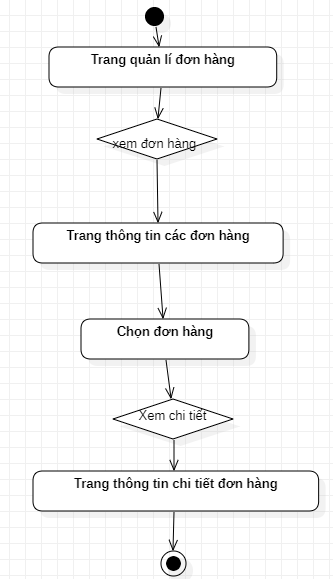 Trang quản lí đơn hàng
xem đơn hàng
Trang thông tin các đơn hàng
Chọn đơn hàng
Xem chi tiết
Trang thông tin chi tiết đơn hàng